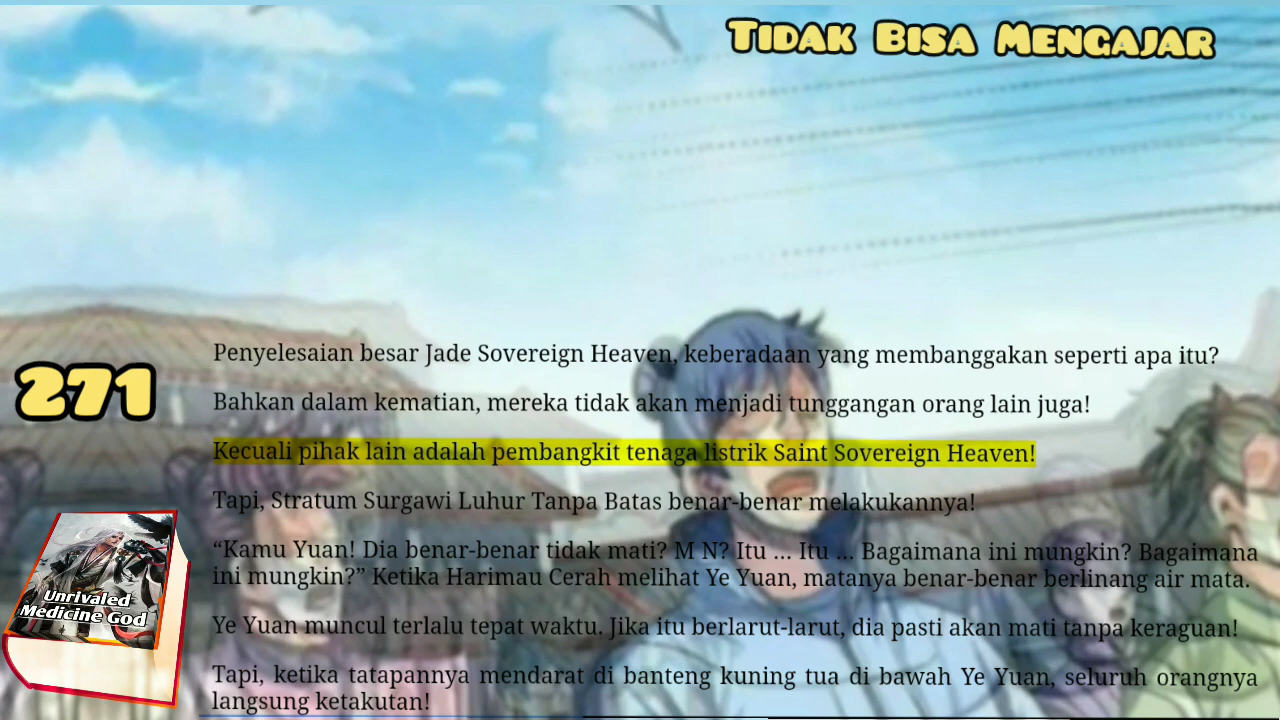 Tidak Bisa Mengajar
271
Penyelesaian besar Jade Sovereign Heaven, keberadaan yang membanggakan seperti apa itu?
Bahkan dalam kematian, mereka tidak akan menjadi tunggangan orang lain juga!
Kecuali pihak lain adalah pembangkit tenaga listrik Saint Sovereign Heaven!
Tapi, Stratum Surgawi Luhur Tanpa Batas benar-benar melakukannya!
“Kamu Yuan! Dia benar-benar tidak mati? M N? Itu ... Itu ... Bagaimana ini mungkin? Bagaimana
ini mungkin?” Ketika Harimau Cerah melihat Ye Yuan, matanya benar-benar berlinang air mata.
Ye Yuan muncul terlalu tepat waktu. Jika itu berlarut-larut, dia pasti akan mati tanpa keraguan!
Tapi, ketika tatapannya mendarat di banteng kuning tua di bawah Ye Yuan, seluruh orangnya
langsung ketakutan!
Unrivaled
Medicine God